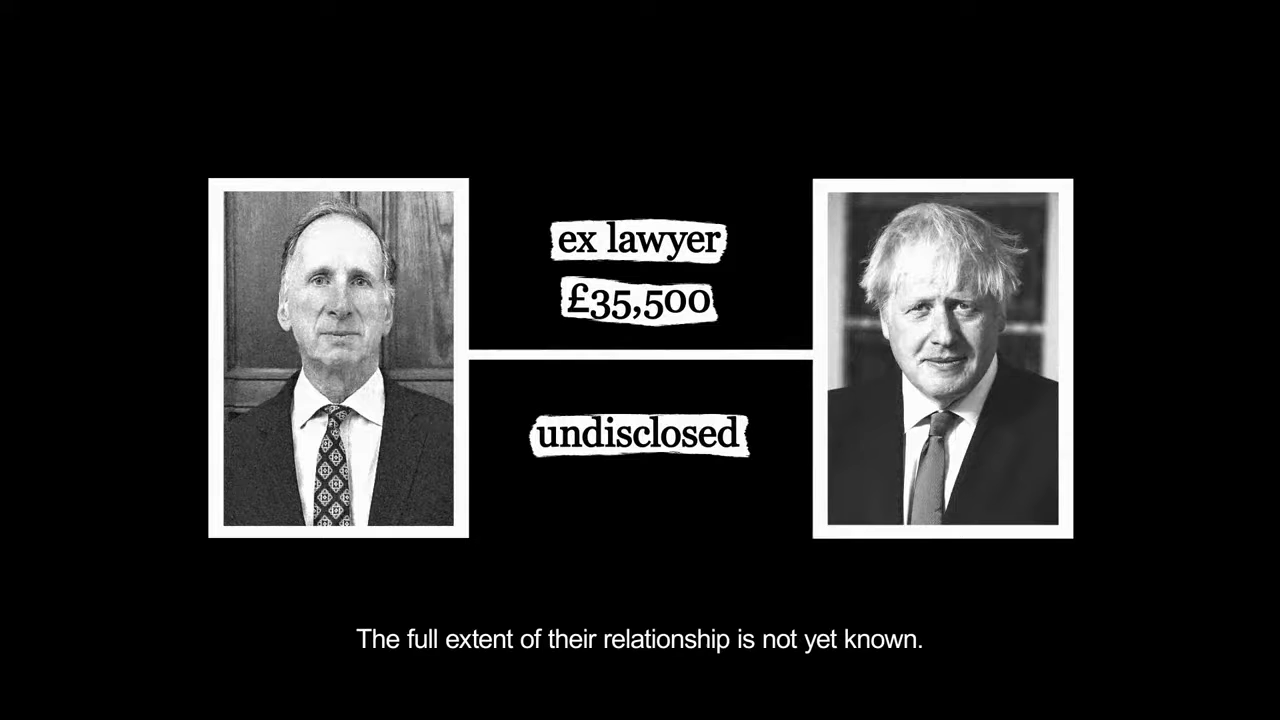 ex lawyer
£35,500
undisclosed
The full extent of their relationship is not yet known.